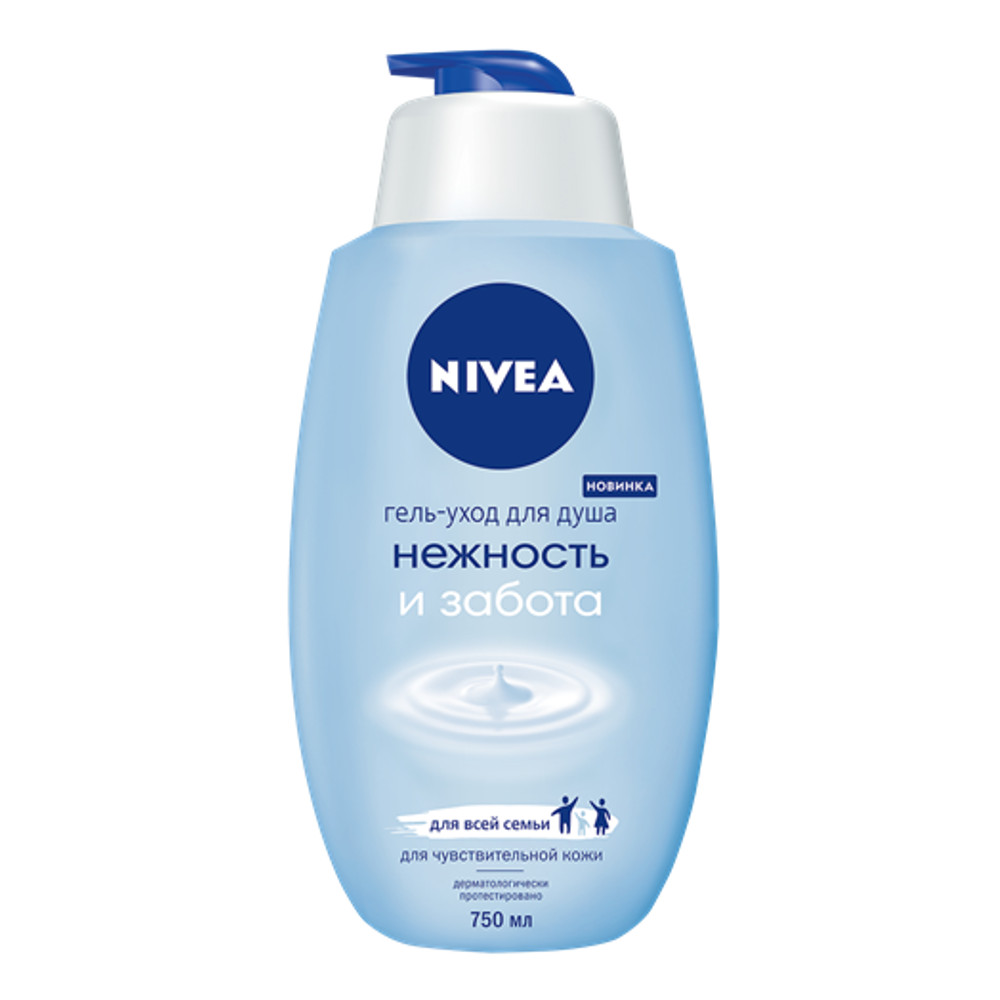 NIVEA
НОВИНКА
гель-уход для душа
нежность
и забота
для всей семьи
для чувствительной кожи
дерматологически
протестировано
750 мл